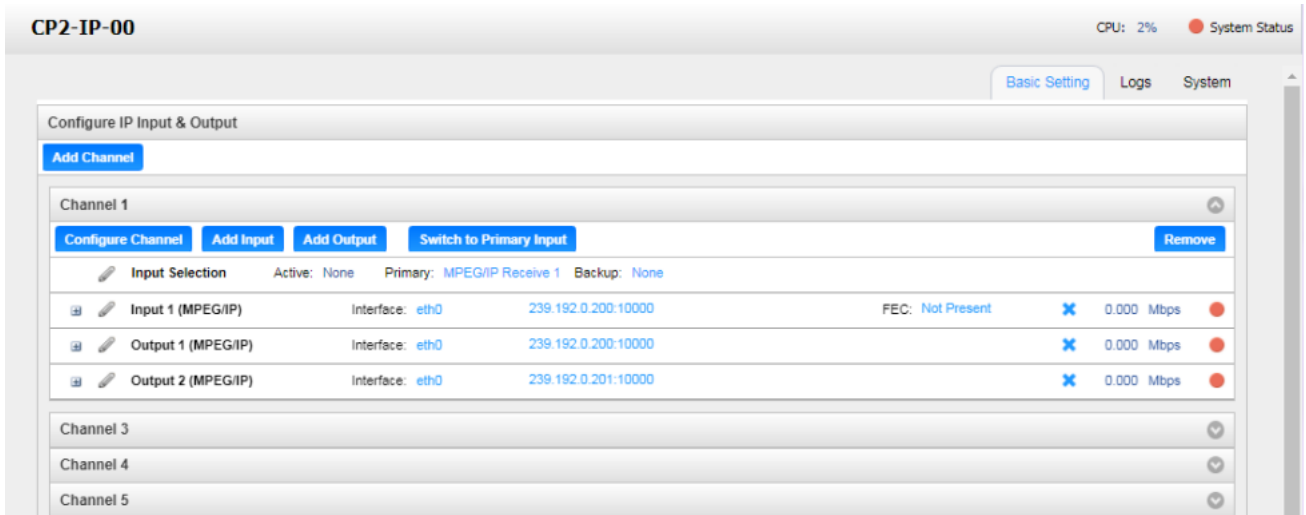 CP2-IP-00
CPU: 2% System Status
Basic Setting Logs System
Configure IP Input & Output
Add Channel
Channel 1
Configure Channel Add Input Add Output Switch to Primary Input Remove
Input Selection Active: None Primary: MPEG/IP Receive 1 Backup: None
Input 1 (MPEG/IP) Interface: eth0 239.192.0.200:10000 FEC: Not Present 0.000 Mbps
Output 1 (MPEG/IP) Interface: eth0 239.192.0.200:10000 0.000 Mbps
Output 2 (MPEG/IP) Interface: eth0 239.192.0.201:10000 0.000 Mbps
Channel 3
Channel 4
Channel 5